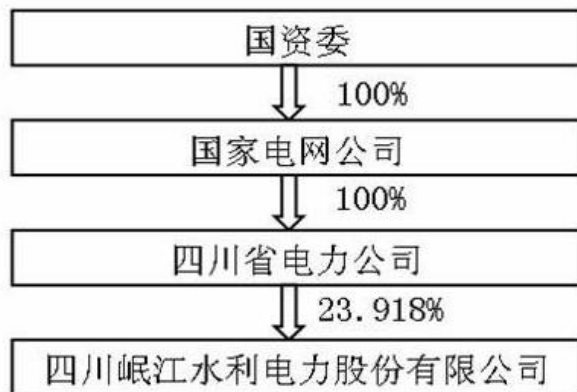 国资委
100%
国家电网公司
100%
四川省电力公司
23.918%
四川岷江水利电力股份有限公司